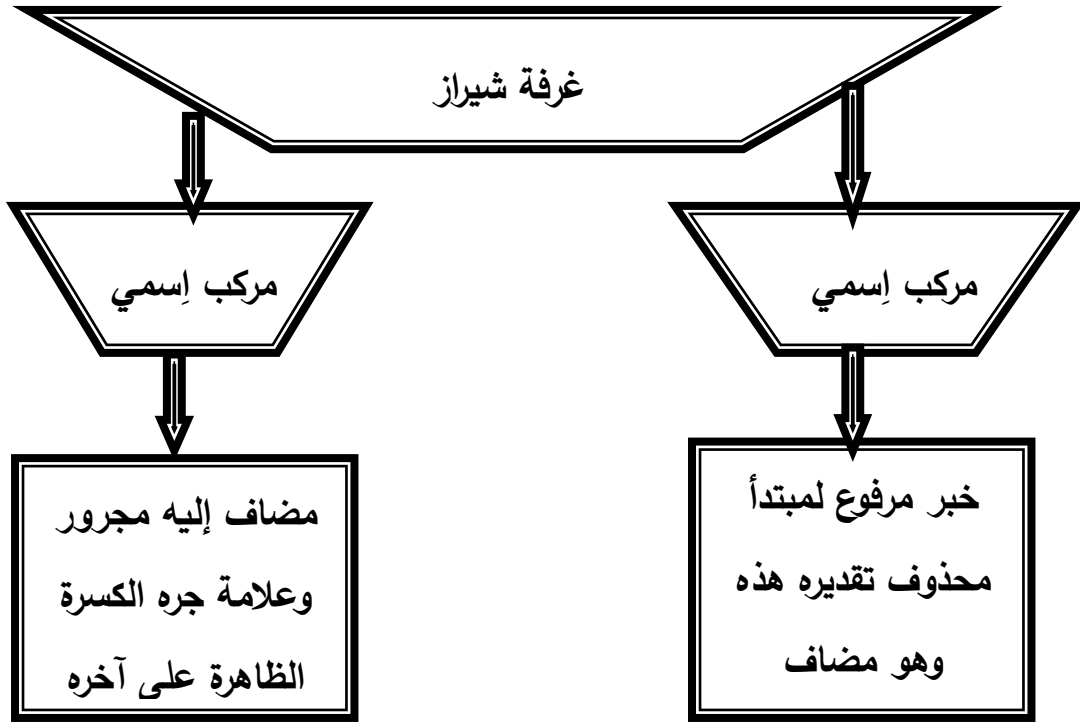 غرفة شيراز
مركب إِسمي
مركب إِسمي
خبر مرفوع لمبتدأ
محذوف تقديره هذه
وهو مضاف
مضاف إليه مجرور
وعلامة جره الكسرة
الظاهرة على آخره